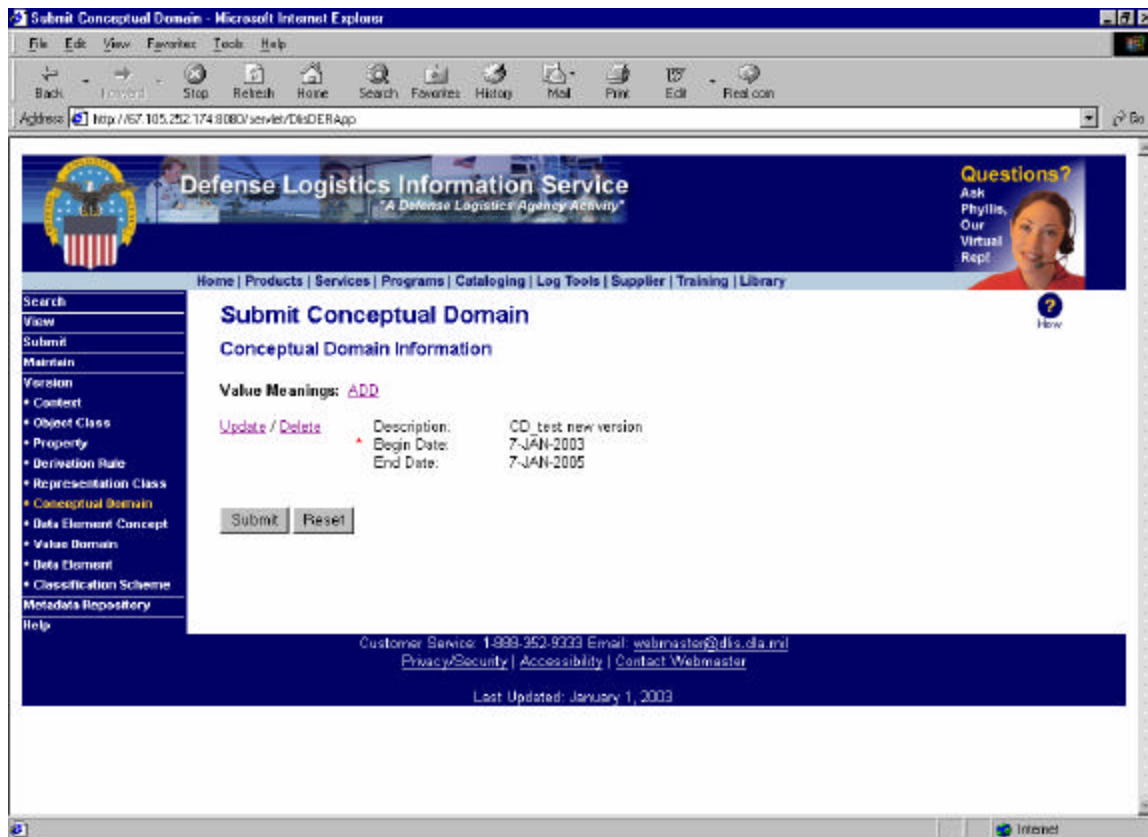 Submit Conceptual Domain - Microsoft Internet Explorer
File Edit View Favorites Tools Help
Back Forward Stop Refresh Home Search Favorites History Mail Print Edit Real.com
Address http://67.105.252.174:8080/servlet/DlisDERApp Go
Defense Logistics Information Service
"A Defense Logistics Agency Activity"
Questions?
Ask
Phyllis,
Our
Virtual
Rep!
Home | Products | Services | Programs | Cataloging | Log Tools | Supplier | Training | Library
Search
View
Submit
Maintain
Version
• Context
• Object Class
• Property
• Derivation Rule
• Representation Class
• Conceptual Domain
• Data Element Concept
• Value Domain
• Data Element
• Classification Scheme
Metadata Repository
Help
Submit Conceptual Domain
?
How
Conceptual Domain Information
Value Meanings: ADD
Update / Delete Description: CD_test new version
* Begin Date: 7-JAN-2003
End Date: 7-JAN-2005
Submit Reset
Customer Service: 1-888-352-9333 Email: webmaster@dlis.dla.mil
Privacy/Security | Accessibility | Contact Webmaster
Last Updated: January 1, 2003
Internet